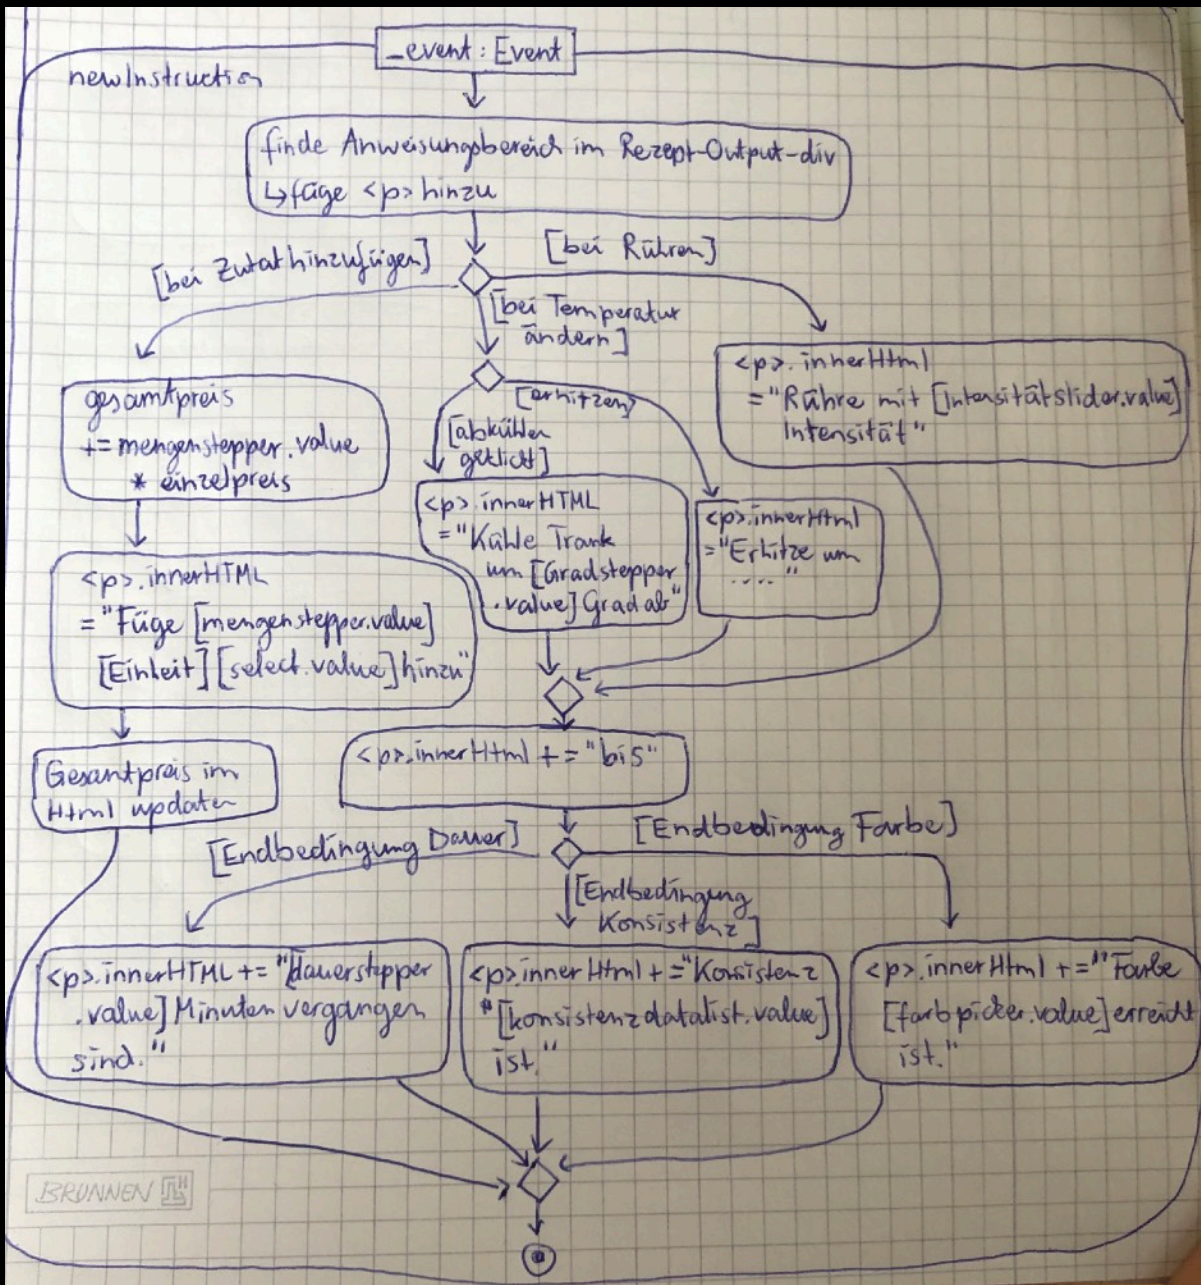 _event : Event
newInstruction
finde Anweisungbereich im Rezept-Output-div
↳ füge <p> hinzu
[bei Zutat hinzufügen]
[bei Rühren]
[bei Temperatur
ändern]
gesamtpreis
+= mengenstepper.value
* einzelpreis
[erhitzen]
[abkühlen
geklickt]
<p>.innerHtml
="Rühre mit [Intensitätslider.value]
Intensität"
<p>.innerHTML
="Kühle Trank
um [Gradstepper
.value] Grad ab"
<p>.innerHtml
="Erhitze um
...."
<p>.innerHTML
="Füge [mengenstepper.value]
[Einheit] [select.value] hinzu"
Gesamtpreis im
Html updaten
<p>.innerHtml += "bis"
[Endbedingung Dauer]
[Endbedingung Farbe]
[Endbedingung
Konsistenz]
<p>.innerHTML += "[dauerstepper
.value] Minuten vergangen
sind."
<p>.innerHtml += "Konsistenz
"[konsistenzdatalist.value]
ist."
<p>.innerHtml += "Farbe
[farbpicker.value] erreicht
ist."
BRUNNEN